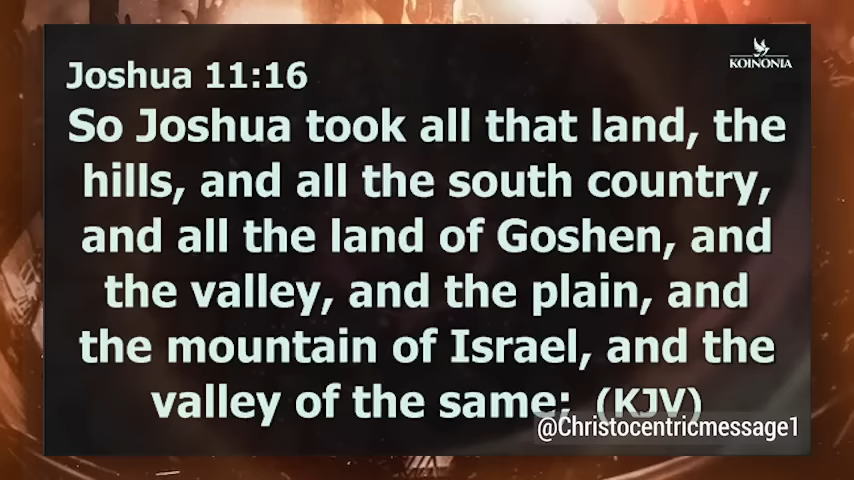 KOINONIA
Joshua 11:16
So Joshua took all that land, the
hills, and all the south country,
and all the land of Goshen, and
the valley, and the plain, and
the mountain of Israel, and the
valley of the same; (KJV)
@Christocentricmessage1